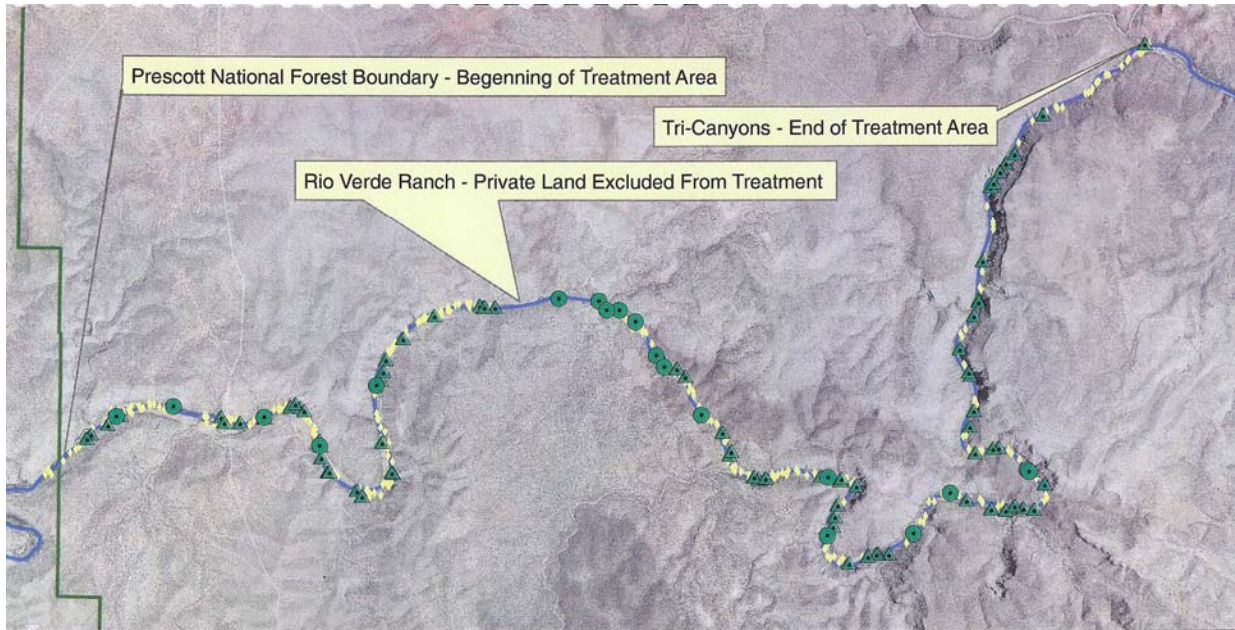 Prescott National Forest Boundary - Begenning of Treatment Area
Tri-Canyons - End of Treatment Area
Rio Verde Ranch - Private Land Excluded From Treatment